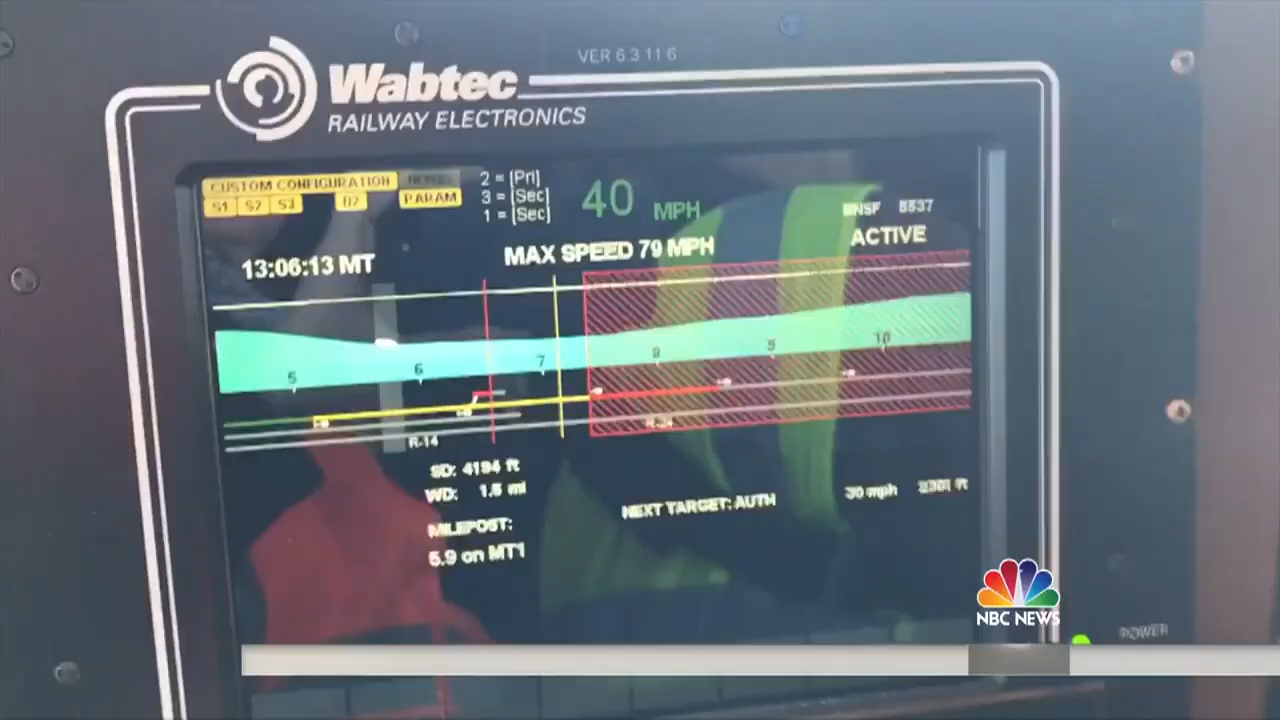 VER 6.3 11 6
Wabtec
RAILWAY ELECTRONICS
CUSTOM CONFIGURATION
S1 S2 S3 D2 PARAM
2 = [Pri]
3 = [Sec]
1 = [Sec]
40 MPH
BNSF
ACTIVE
13:06:13 MT
MAX SPEED 79 MPH
5 6 7 9 10
R-14
SD: 4194 ft
WD: 1.5 mi
NEXT TARGET: AUTH 30 mph
MILEPOST:
5.9 on MT1
NBC NEWS
POWER